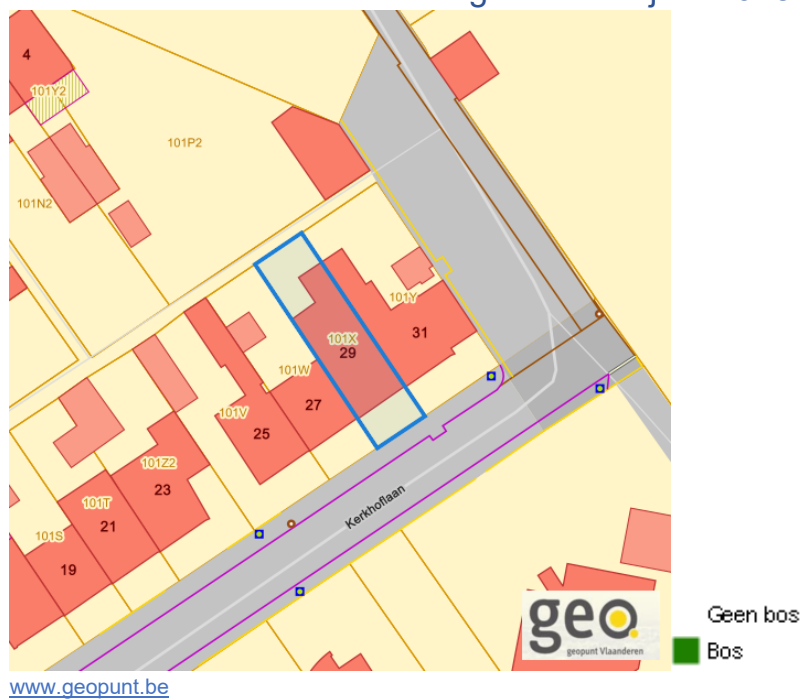 4
101Y2
101P2
101N2
101Y
31
101X
29
101W
27
101V
25
101Z2
23
101T
21
101S
19
Kerkhoflaan
geo
geopunt Vlaanderen
Geen bos
Bos
www.geopunt.be